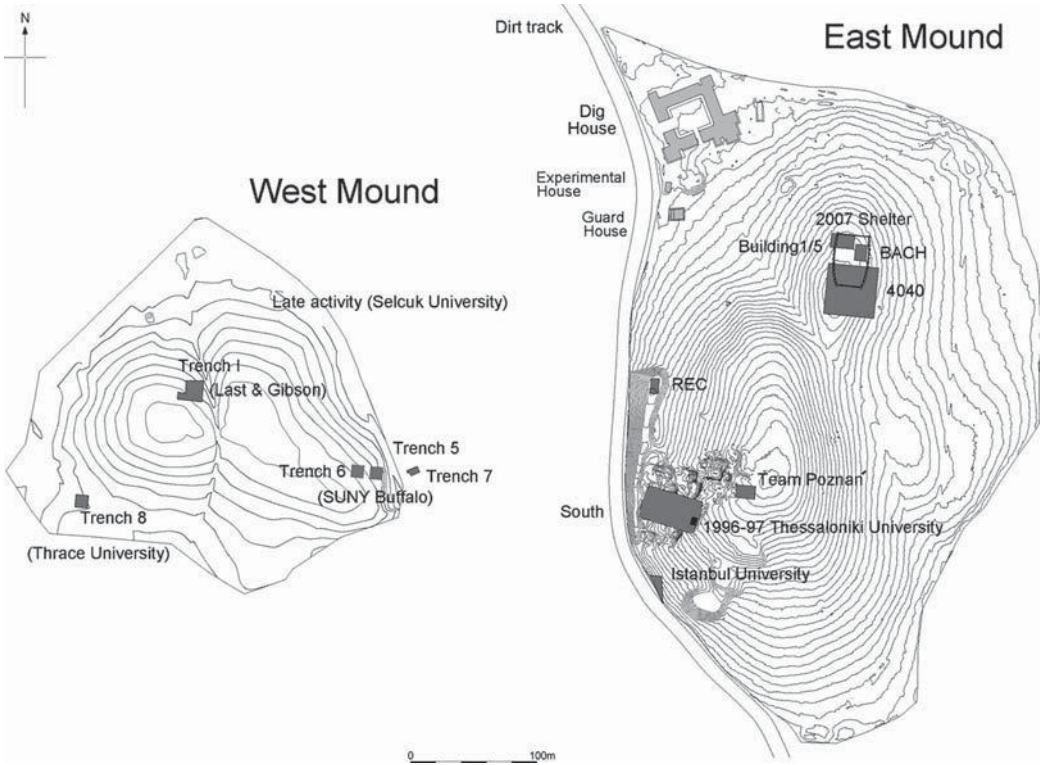 N
Dirt track
East Mound
Dig
House
Experimental
House
Guard
House
West Mound
2007 Shelter
Building1/5
BACH
4040
Late activity (Selcuk University)
Trench I
(Last & Gibson)
REC
Trench 5
Trench 6
Trench 7
(SUNY Buffalo)
Team Poznań
Trench 8
South
1996-97 Thessaloniki University
(Thrace University)
Istanbul University
0
100m